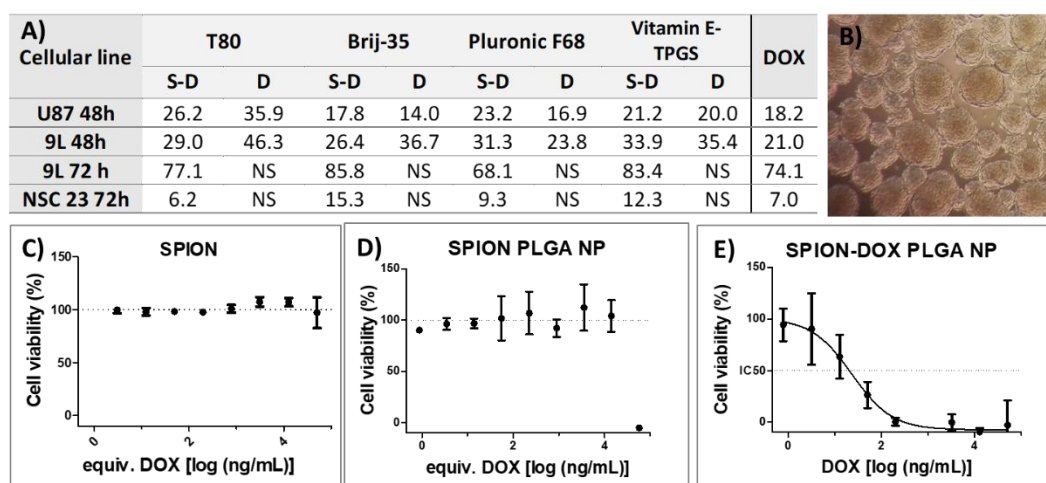 A)
Cellular line T80 Brij-35 Pluronic F68 Vitamin E-TPGS DOX
S-D D S-D D S-D D S-D D
U87 48h 26.2 35.9 17.8 14.0 23.2 16.9 21.2 20.0 18.2
9L 48h 29.0 46.3 26.4 36.7 31.3 23.8 33.9 35.4 21.0
9L 72 h 77.1 NS 85.8 NS 68.1 NS 83.4 NS 74.1
NSC 23 72h 6.2 NS 15.3 NS 9.3 NS 12.3 NS 7.0
B)
C) SPION
Cell viability (%)
150
100
50
0
0 2 4
equiv. DOX [log (ng/mL)]
D) SPION PLGA NP
Cell viability (%)
150
100
50
0
0 2 4
equiv. DOX [log (ng/mL)]
E) SPION-DOX PLGA NP
Cell viability (%)
150
100
IC50
0
0 2 4
DOX [log (ng/mL)]